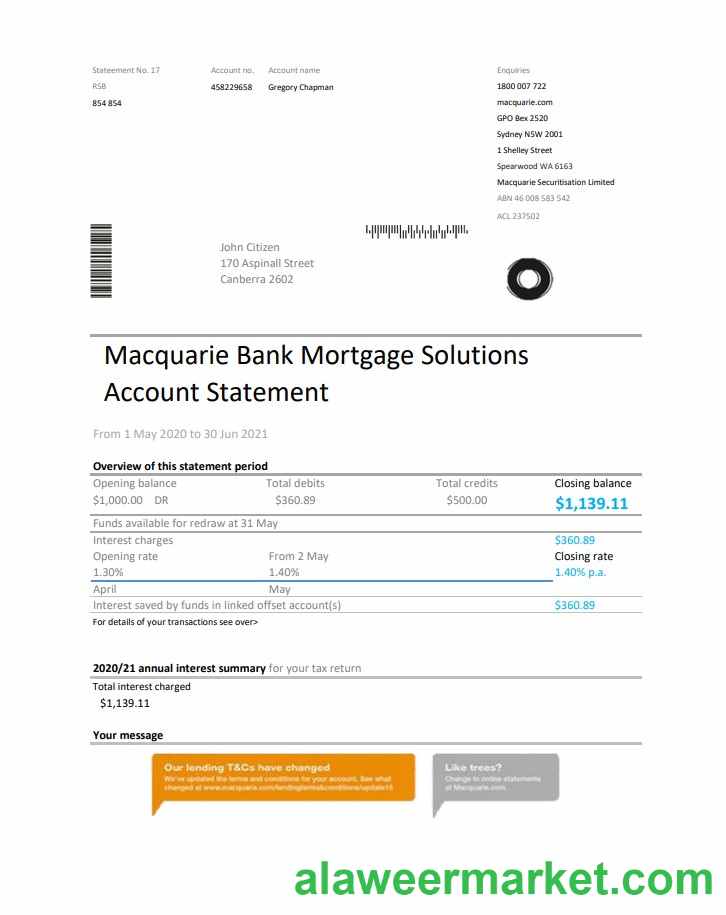 Stateement No. 17
Account no.
Account name
Enquiries
RSB
458229658
Gregory Chapman
1800 007 722
854 854
macquarie.com
GPO Bex 2520
Sydney N5W 2001
1 Shelley Street
Spearwood WA 6163
Macquarie Securitisation Limited
ABN 46 008 583 542
ACL 237502
John Citizen
170 Aspinall Street
Canberra 2602
Macquarie Bank Mortgage Solutions
Account Statement
From 1 May 2020 to 30 Jun 2021
Overview of this statement period
Opening balance Total debits Total credits Closing balance
$1,000.00 DR $360.89 $500.00 $1,139.11
Funds available for redraw at 31 May
Interest charges $360.89
Opening rate From 2 May Closing rate
1.30% 1.40% 1.40% p.a.
April May
Interest saved by funds in linked offset account(s) $360.89
For details of your transactions see over>
2020/21 annual interest summary for your tax return
Total interest charged
$1,139.11
Your message
Our lending T&Cs have changed
We've updated the terms and conditions for your account. See what
changed at www.macquarie.com/lendingterms&conditions/update15
Like trees?
Change to online statements
at Macquarie.com.
alaweermarket.com